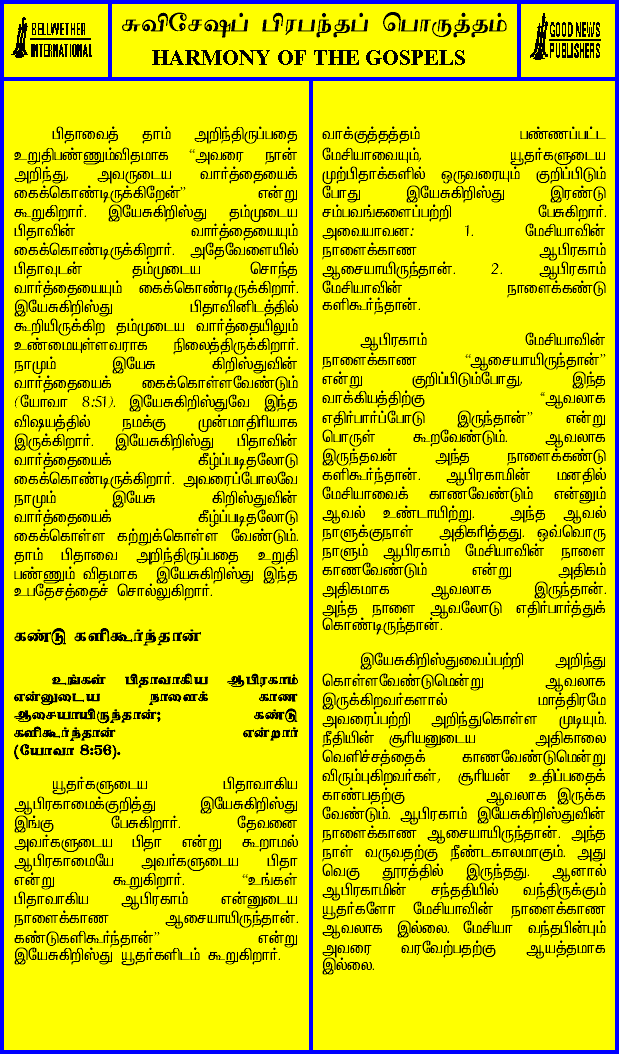 BELLWETHER
INTERNATIONAL
சுவிசேஷப் பிரபந்தப் பொருத்தம்
HARMONY OF THE GOSPELS
GOOD NEWS
PUBLISHERS
பிதாவைத் தாம் அறிந்திருப்பதை
உறுதிபண்ணும்விதமாக “அவரை நான்
அறிந்து, அவருடைய வார்த்தையைக்
கைக்கொண்டிருக்கிறேன்” என்று
கூறுகிறார். இயேசுகிறிஸ்து தம்முடைய
பிதாவின் வார்த்தையையும்
கைக்கொண்டிருக்கிறார். அதேவேளையில்
பிதாவுடன் தம்முடைய சொந்த
வார்த்தையையும் கைக்கொண்டிருக்கிறார்.
இயேசுகிறிஸ்து பிதாவினிடத்தில்
கூறியிருக்கிற தம்முடைய வார்த்தையிலும்
உண்மையுள்ளவராக நிலைத்திருக்கிறார்.
நாமும் இயேசு கிறிஸ்துவின்
வார்த்தையைக் கைக்கொள்ளவேண்டும்
(யோவா 8:51). இயேசுகிறிஸ்துவே இந்த
விஷயத்தில் நமக்கு முன்மாதிரியாக
இருக்கிறார். இயேசுகிறிஸ்து பிதாவின்
வார்த்தையைக் கீழ்ப்படிதலோடு
கைக்கொண்டிருக்கிறார். அவரைப்போலவே
நாமும் இயேசு கிறிஸ்துவின்
வார்த்தையைக் கீழ்ப்படிதலோடு
கைக்கொள்ள கற்றுக்கொள்ள வேண்டும்.
தாம் பிதாவை அறிந்திருப்பதை உறுதி
பண்ணும் விதமாக இயேசுகிறிஸ்து இந்த
உபதேசத்தைச் சொல்லுகிறார்.
கண்டு களிகூர்ந்தான்
உங்கள் பிதாவாகிய ஆபிரகாம்
என்னுடைய நாளைக் காண
ஆசையாயிருந்தான்; கண்டு
களிகூர்ந்தான் என்றார்
(யோவா 8:56).
யூதர்களுடைய பிதாவாகிய
ஆபிரகாமைக்குறித்து இயேசுகிறிஸ்து
இங்கு பேசுகிறார். தேவனை
அவர்களுடைய பிதா என்று கூறாமல்
ஆபிரகாமையே அவர்களுடைய பிதா
என்று கூறுகிறார். “உங்கள்
பிதாவாகிய ஆபிரகாம் என்னுடைய
நாளைக்காண ஆசையாயிருந்தான்.
கண்டுகளிகூர்ந்தான்” என்று
இயேசுகிறிஸ்து யூதர்களிடம் கூறுகிறார்.
வாக்குத்தத்தம் பண்ணப்பட்ட
மேசியாவையும், யூதர்களுடைய
முற்பிதாக்களில் ஒருவரையும் குறிப்பிடும்
போது இயேசுகிறிஸ்து இரண்டு
சம்பவங்களைப்பற்றி பேசுகிறார்.
அவையாவன: 1. மேசியாவின்
நாளைக்காண ஆபிரகாம்
ஆசையாயிருந்தான். 2. ஆபிரகாம்
மேசியாவின் நாளைக்கண்டு
களிகூர்ந்தான்.
ஆபிரகாம் மேசியாவின்
நாளைக்காண “ஆசையாயிருந்தான்”
என்று குறிப்பிடும்போது, இந்த
வாக்கியத்திற்கு “ஆவலாக
எதிர்பார்ப்போடு இருந்தான்” என்று
பொருள் கூறவேண்டும். ஆவலாக
இருந்தவன் அந்த நாளைக்கண்டு
களிகூர்ந்தான். ஆபிரகாமின் மனதில்
மேசியாவைக் காணவேண்டும் என்னும்
ஆவல் உண்டாயிற்று. அந்த ஆவல்
நாளுக்குநாள் அதிகரித்தது. ஒவ்வொரு
நாளும் ஆபிரகாம் மேசியாவின் நாளை
காணவேண்டும் என்று அதிகம்
அதிகமாக ஆவலாக இருந்தான்.
அந்த நாளை ஆவலோடு எதிர்பார்த்துக்
கொண்டிருந்தான்.
இயேசுகிறிஸ்துவைப்பற்றி அறிந்து
கொள்ளவேண்டுமென்று ஆவலாக
இருக்கிறவர்களால் மாத்திரமே
அவரைப்பற்றி அறிந்துகொள்ள முடியும்.
நீதியின் சூரியனுடைய அதிகாலை
வெளிச்சத்தைக் காணவேண்டுமென்று
விரும்புகிறவர்கள், சூரியன் உதிப்பதைக்
காண்பதற்கு ஆவலாக இருக்க
வேண்டும். ஆபிரகாம் இயேசுகிறிஸ்துவின்
நாளைக்காண ஆசையாயிருந்தான். அந்த
நாள் வருவதற்கு நீண்டகாலமாகும். அது
வெகு தூரத்தில் இருந்தது. ஆனால்
ஆபிரகாமின் சந்ததியில் வந்திருக்கும்
யூதர்களோ மேசியாவின் நாளைக்காண
ஆவலாக இல்லை. மேசியா வந்தபின்பும்
அவரை வரவேற்பதற்கு ஆயத்தமாக
இல்லை.